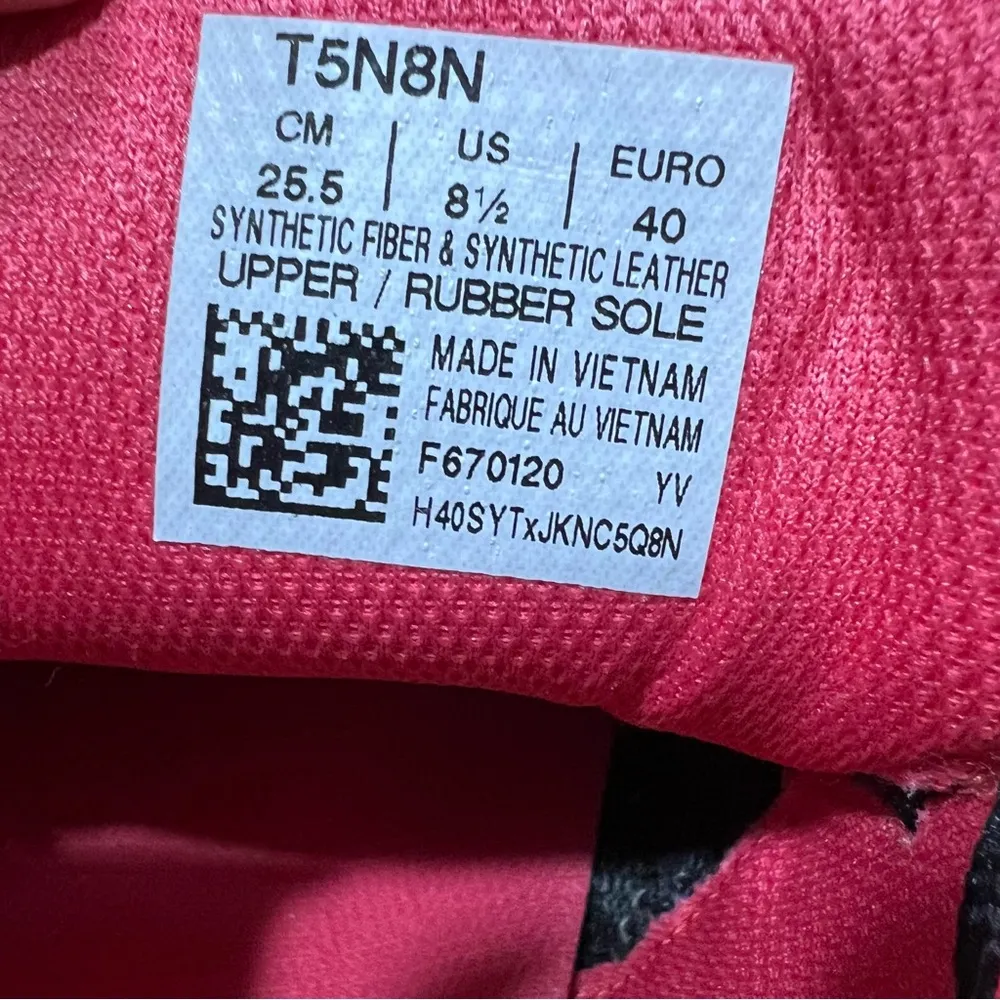 T5N8N
CM | US | EURO
25.5 | 8½ | 40
SYNTHETIC FIBER & SYNTHETIC LEATHER
UPPER / RUBBER SOLE
MADE IN VIETNAM
FABRIQUE AU VIETNAM
F670120 YV
H40SYTxJKNC5Q8N